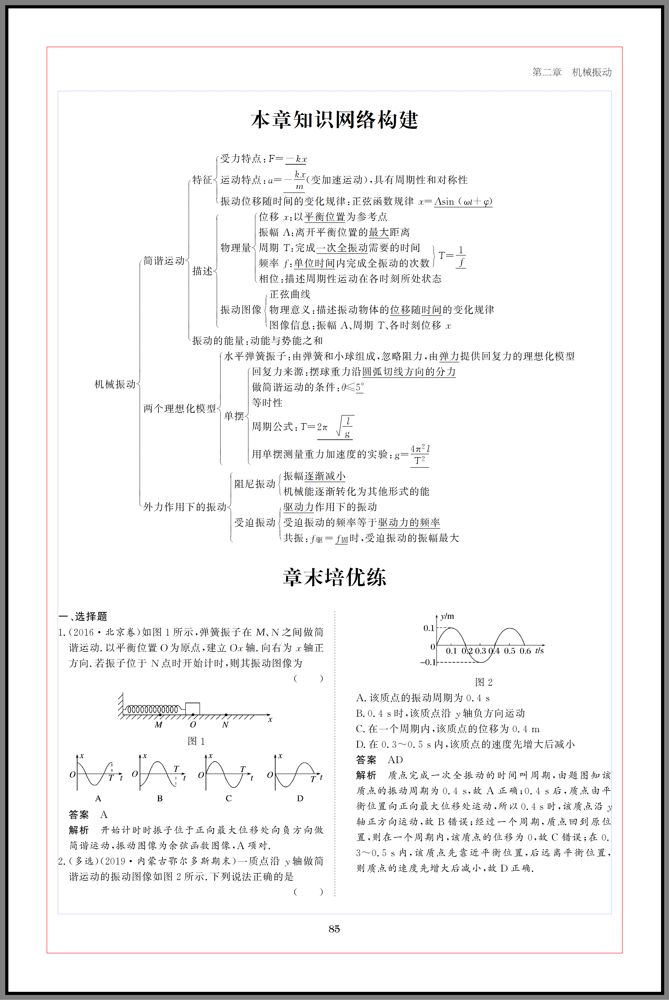 第二章 机械振动
本章知识网络构建
受力特点:F=-kx
特征
运动特点:a=-kx/m(变加速运动),具有周期性和对称性
振动位移随时间的变化规律:正弦函数规律 x=Asin (ωt+φ)
位移 x:以平衡位置为参考点
振幅 A:离开平衡位置的最大距离
物理量
周期 T:完成一次全振动需要的时间
T=1/f
简谐运动
频率 f:单位时间内完成全振动的次数
描述
相位:描述周期性运动在各时刻所处状态
正弦曲线
振动图像
物理意义:描述振动物体的位移随时间的变化规律
图像信息:振幅 A、周期 T、各时刻位移 x
振动的能量:动能与势能之和
水平弹簧振子:由弹簧和小球组成,忽略阻力,由弹力提供回复力的理想化模型
回复力来源:摆球重力沿圆弧切线方向的分力
机械振动
做简谐运动的条件:θ≤5°
等时性
两个理想化模型
单摆
周期公式:T=2π√(l/g)
用单摆测量重力加速度的实验:g=4π²l/T²
阻尼振动
振幅逐渐减小
机械能逐渐转化为其他形式的能
外力作用下的振动
驱动力作用下的振动
受迫振动
受迫振动的频率等于驱动力的频率
共振:f驱=f固时,受迫振动的振幅最大
章末培优练
一、选择题
1.(2016·北京卷)如图 1 所示,弹簧振子在 M、N 之间做简
谐运动.以平衡位置 O 为原点,建立 Ox 轴.向右为 x 轴正
方向.若振子位于 N 点时开始计时,则其振动图像为
( )
M O N x
图 1
x O T t
x O T t
x O T t
x O T t
A B C D
答案 A
解析 开始计时时振子位于正向最大位移处向负方向做
简谐运动,振动图像为余弦函数图像,A 项对.
2.(多选)(2019·内蒙古鄂尔多斯期末)一质点沿 y 轴做简
谐运动的振动图像如图 2 所示.下列说法正确的是
( )
y/m
0.1
0 0.1 0.2 0.3 0.4 0.5 0.6 t/s
-0.1
图 2
A.该质点的振动周期为 0.4 s
B.0.4 s 时,该质点沿 y 轴负方向运动
C.在一个周期内,该质点的位移为 0.4 m
D.在 0.3~0.5 s 内,该质点的速度先增大后减小
答案 AD
解析 质点完成一次全振动的时间叫周期,由题图知该
质点的振动周期为 0.4 s,故 A 正确;0.4 s 后,质点由平
衡位置向正向最大位移处运动,所以 0.4 s 时,该质点沿 y
轴正方向运动,故 B 错误;经过一个周期,质点回到原位
置,则在一个周期内,该质点的位移为 0,故 C 错误;在 0.
3~0.5 s 内,该质点先靠近平衡位置,后远离平衡位置,
则质点的速度先增大后减小,故 D 正确.
85